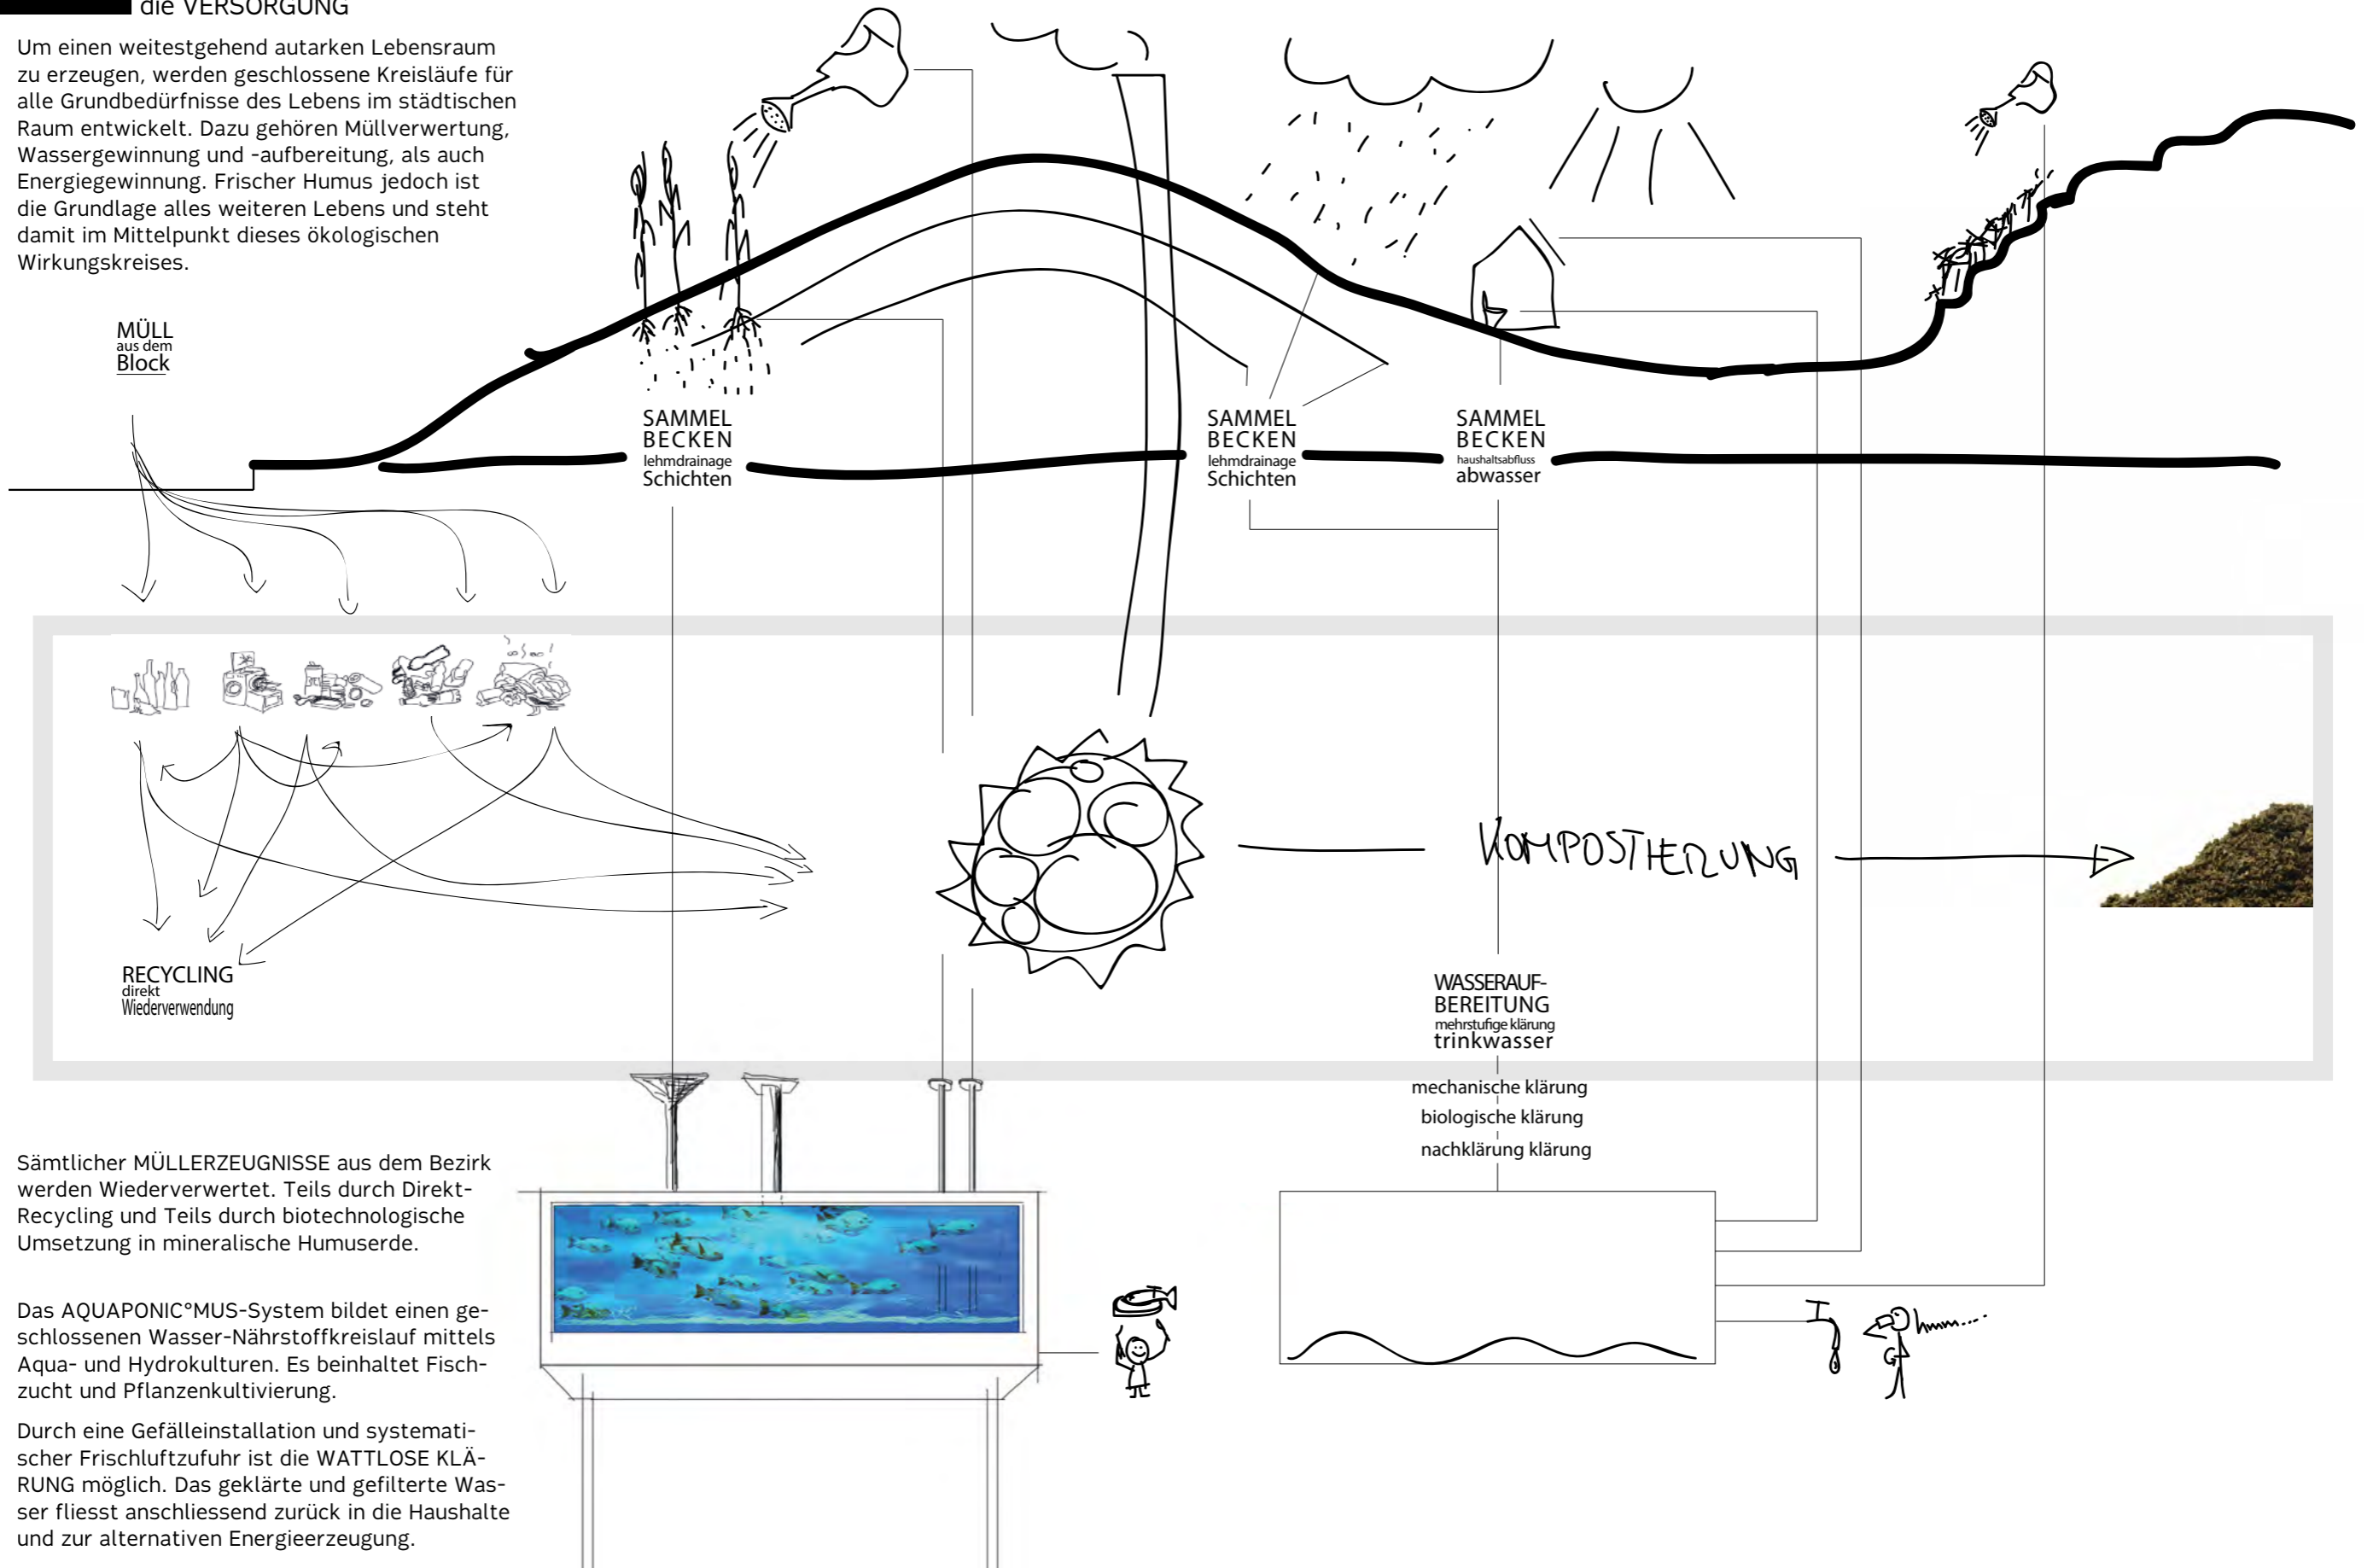 die VERSORGUNG
Um einen weitestgehend autarken Lebensraum
zu erzeugen, werden geschlossene Kreisläufe für
alle Grundbedürfnisse des Lebens im städtischen
Raum entwickelt. Dazu gehören Müllverwertung,
Wassergewinnung und -aufbereitung, als auch
Energiegewinnung. Frischer Humus jedoch ist
die Grundlage alles weiteren Lebens und steht
damit im Mittelpunkt dieses ökologischen
Wirkungskreises.
MÜLL
aus dem
Block
SAMMEL
BECKEN
lehmdrainage
Schichten
SAMMEL
BECKEN
lehmdrainage
Schichten
SAMMEL
BECKEN
haushaltsabfluss
abwasser
KOMPOSTIERUNG
RECYCLING
direkt
Wiederverwendung
WASSERAUF-
BEREITUNG
mehrstufige klärung
trinkwasser
mechanische klärung
biologische klärung
nachklärung klärung
Sämtlicher MÜLLERZEUGNISSE aus dem Bezirk
werden Wiederverwertet. Teils durch Direkt-
Recycling und Teils durch biotechnologische
Umsetzung in mineralische Humuserde.
Das AQUAPONIC°MUS-System bildet einen ge-
schlossenen Wasser-Nährstoffkreislauf mittels
Aqua- und Hydrokulturen. Es beinhaltet Fisch-
zucht und Pflanzenkultivierung.
Durch eine Gefälleinstallation und systemati-
scher Frischluftzufuhr ist die WATTLOSE KLÄ-
RUNG möglich. Das geklärte und gefilterte Was-
ser fliesst anschliessend zurück in die Haushalte
und zur alternativen Energieerzeugung.
hmm....